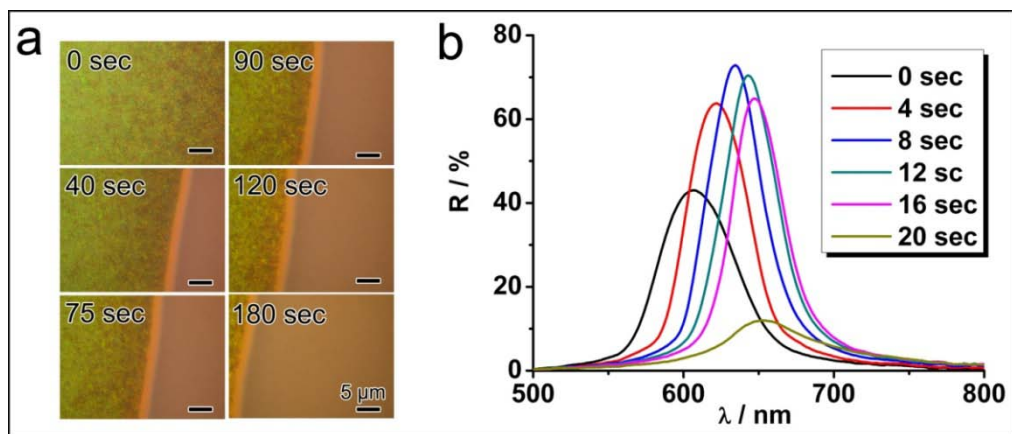 a
0 sec
90 sec
40 sec
120 sec
75 sec
180 sec
5 µm
b
R / %
80
60
40
20
0
500
600
700
800
λ / nm
0 sec
4 sec
8 sec
12 sc
16 sec
20 sec